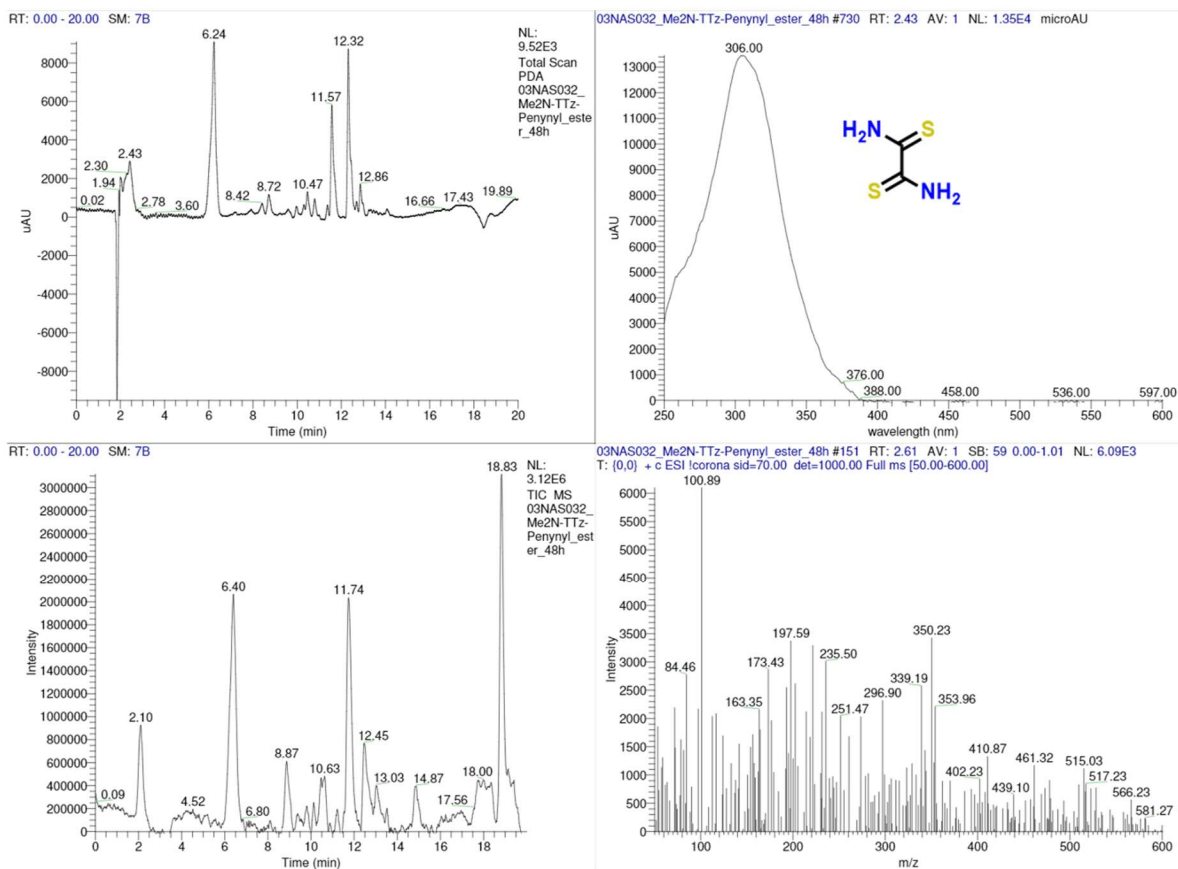 RT: 0.00 - 20.00 SM: 7B
NL:
9.52E3
Total Scan
PDA
03NAS032_
Me2N-TTz-
Penynyl_este
r_48h
6.24
12.32
11.57
2.43
2.30
1.94
0.02
2.78
3.60
8.42
8.72
10.47
12.86
16.66
17.43
19.89
8000
6000
4000
2000
0
-2000
-4000
-6000
-8000
uAU
0 2 4 6 8 10 12 14 16 18 20
Time (min)
03NAS032_Me2N-TTz-Penynyl_ester_48h #730 RT: 2.43 AV: 1 NL: 1.35E4 microAU
306.00
H2N
S
S
NH2
376.00
388.00
458.00
536.00
597.00
13000
12000
11000
10000
9000
8000
7000
6000
5000
4000
3000
2000
1000
0
uAU
250 300 350 400 450 500 550 600
wavelength (nm)
RT: 0.00 - 20.00 SM: 7B
NL:
3.12E6
TIC MS
03NAS032_
Me2N-TTz-
Penynyl_est
er_48h
18.83
6.40
11.74
2.10
12.45
8.87
10.63
13.03
14.87
18.00
17.56
0.09
4.52
6.80
3000000
2800000
2600000
2400000
2200000
2000000
1800000
1600000
1400000
1200000
1000000
800000
600000
400000
200000
0
Intensity
0 2 4 6 8 10 12 14 16 18
Time (min)
03NAS032_Me2N-TTz-Penynyl_ester_48h #151 RT: 2.61 AV: 1 SB: 59 0.00-1.01 NL: 6.09E3
T: {0,0} + c ESI !corona sid=70.00 det=1000.00 Full ms [50.00-600.00]
100.89
350.23
197.59
235.50
173.43
84.46
339.19
353.96
296.90
163.35
251.47
410.87
461.32
515.03
402.23
517.23
439.10
566.23
581.27
6000
5500
5000
4500
4000
3500
3000
2500
2000
1500
1000
500
0
Intensity
100 200 300 400 500 600
m/z